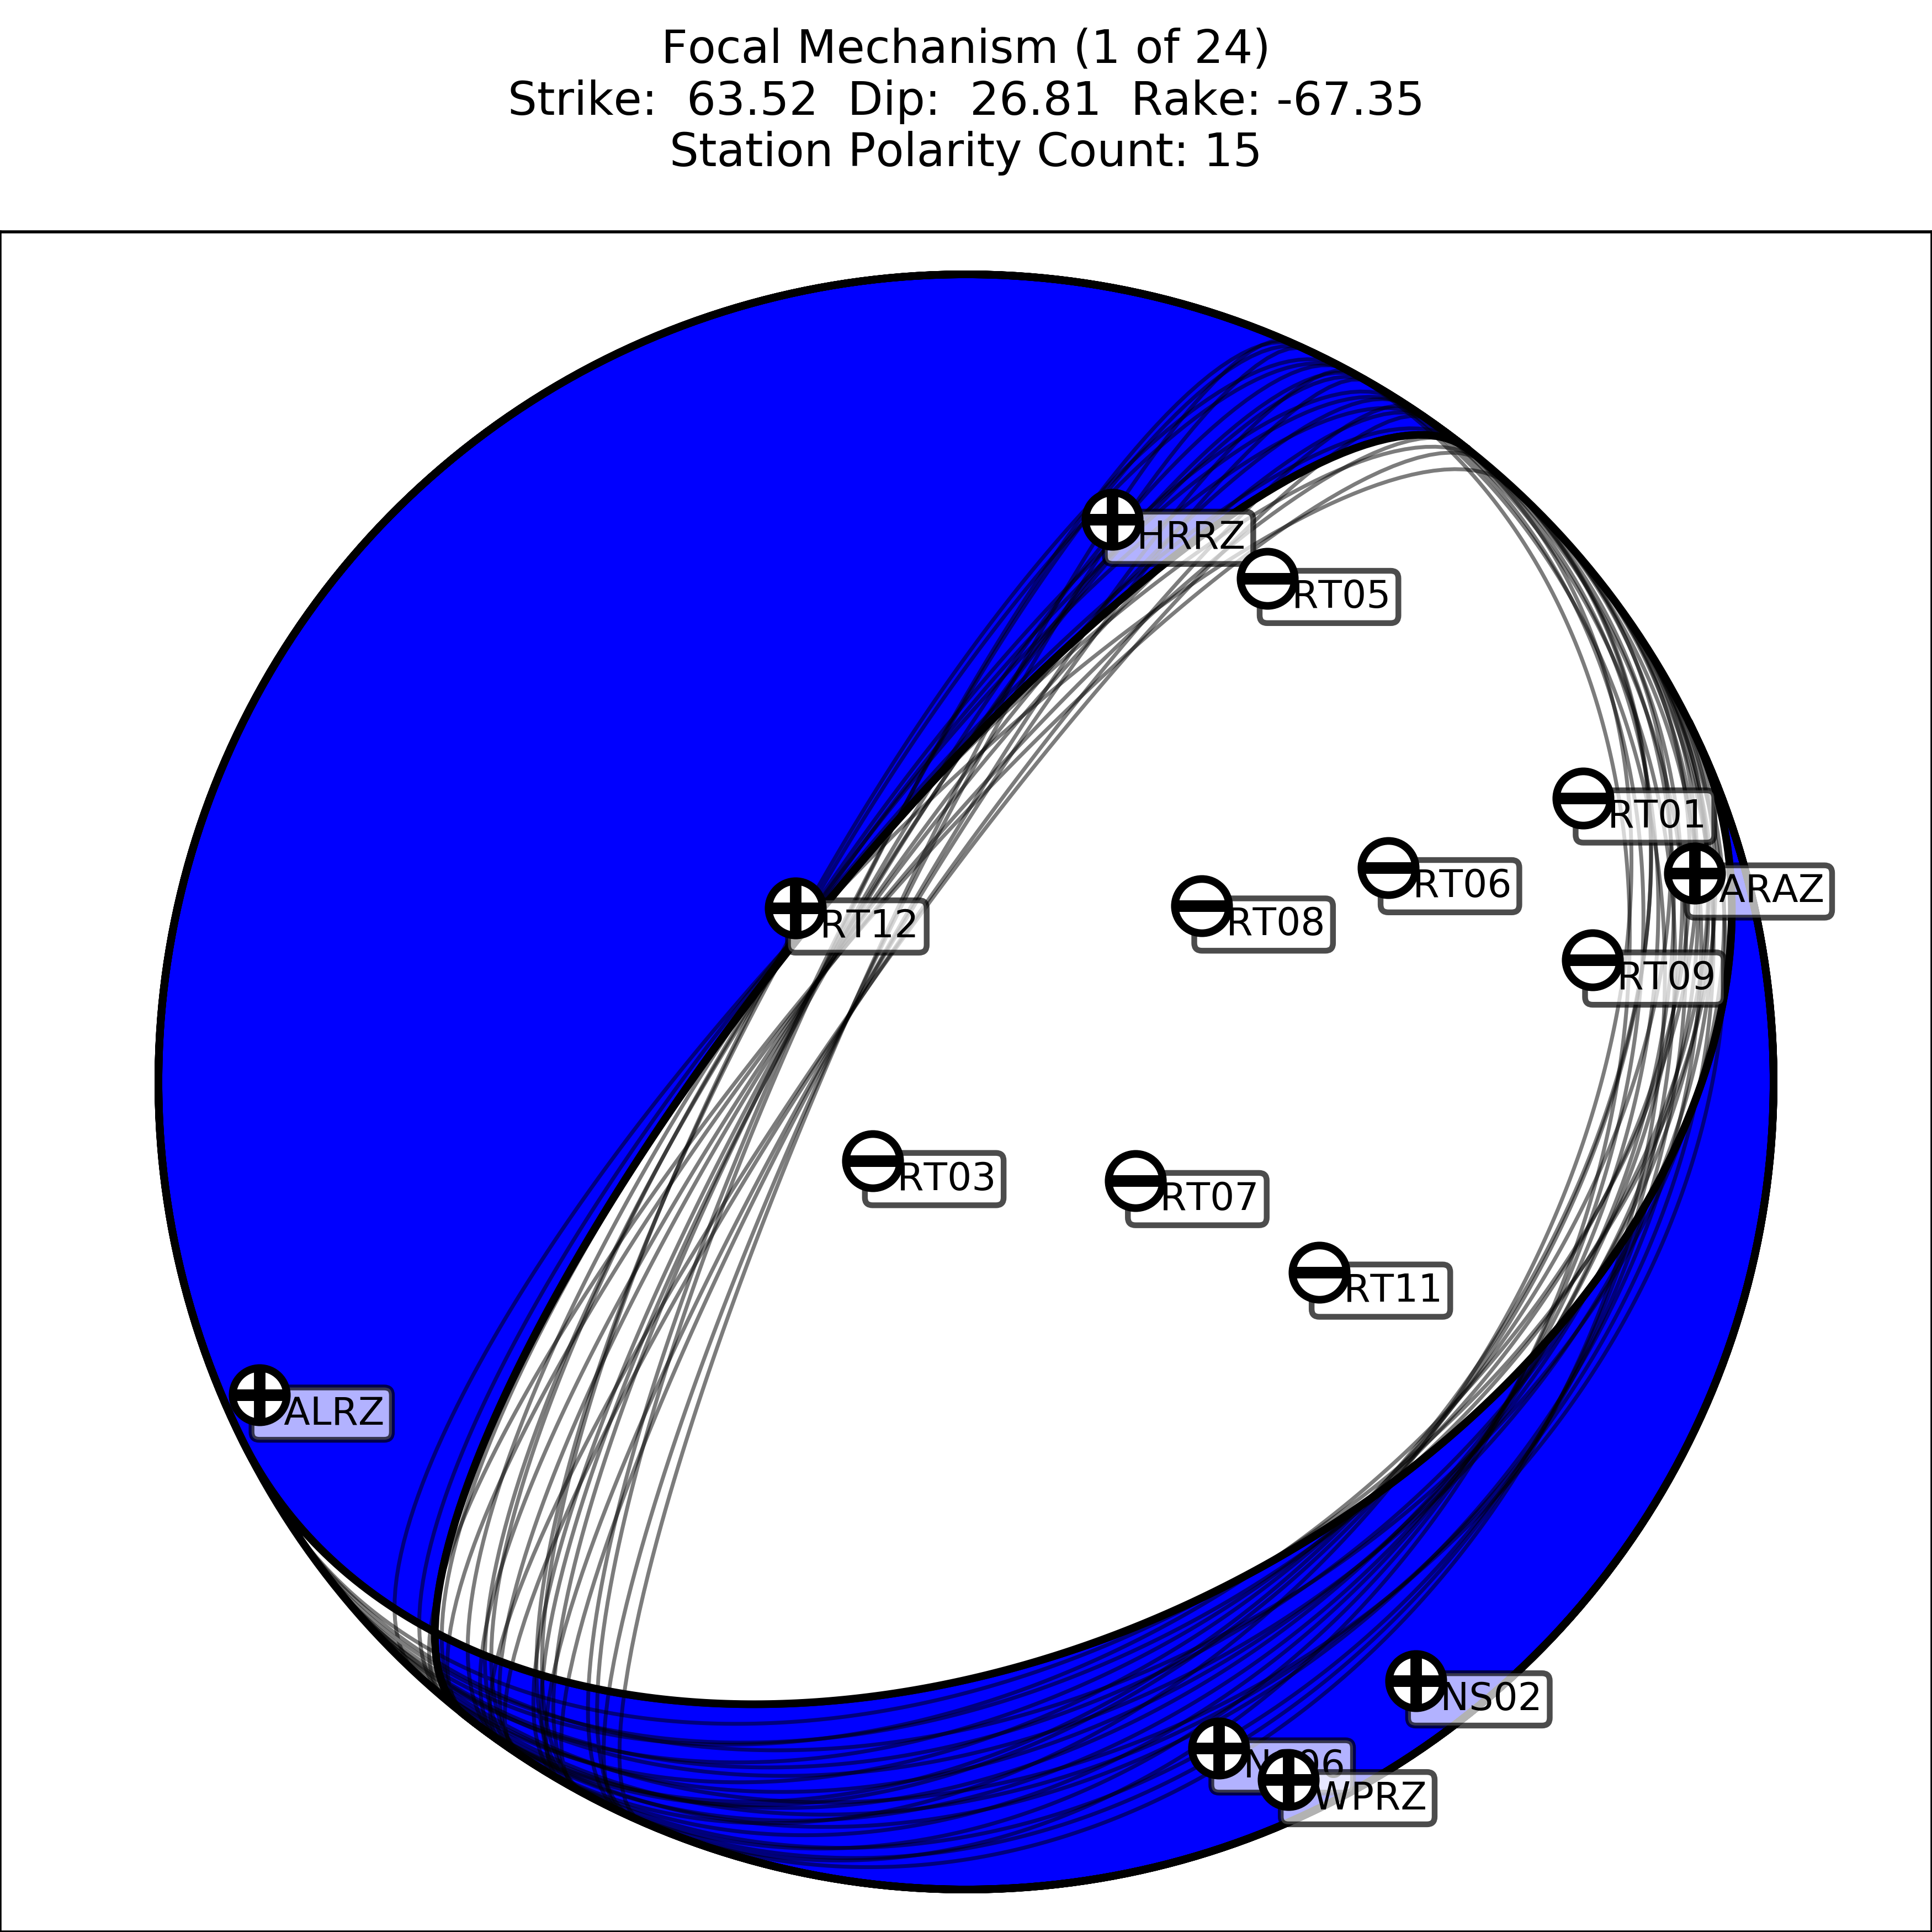 Focal Mechanism (1 of 24)
Strike:  63.52  Dip:  26.81  Rake: -67.35
Station Polarity Count: 15
HRRZ
RT05
RT01
RT06
ARAZ
RT08
RT12
RT09
RT03
RT07
RT11
ALRZ
NS02
WPRZ